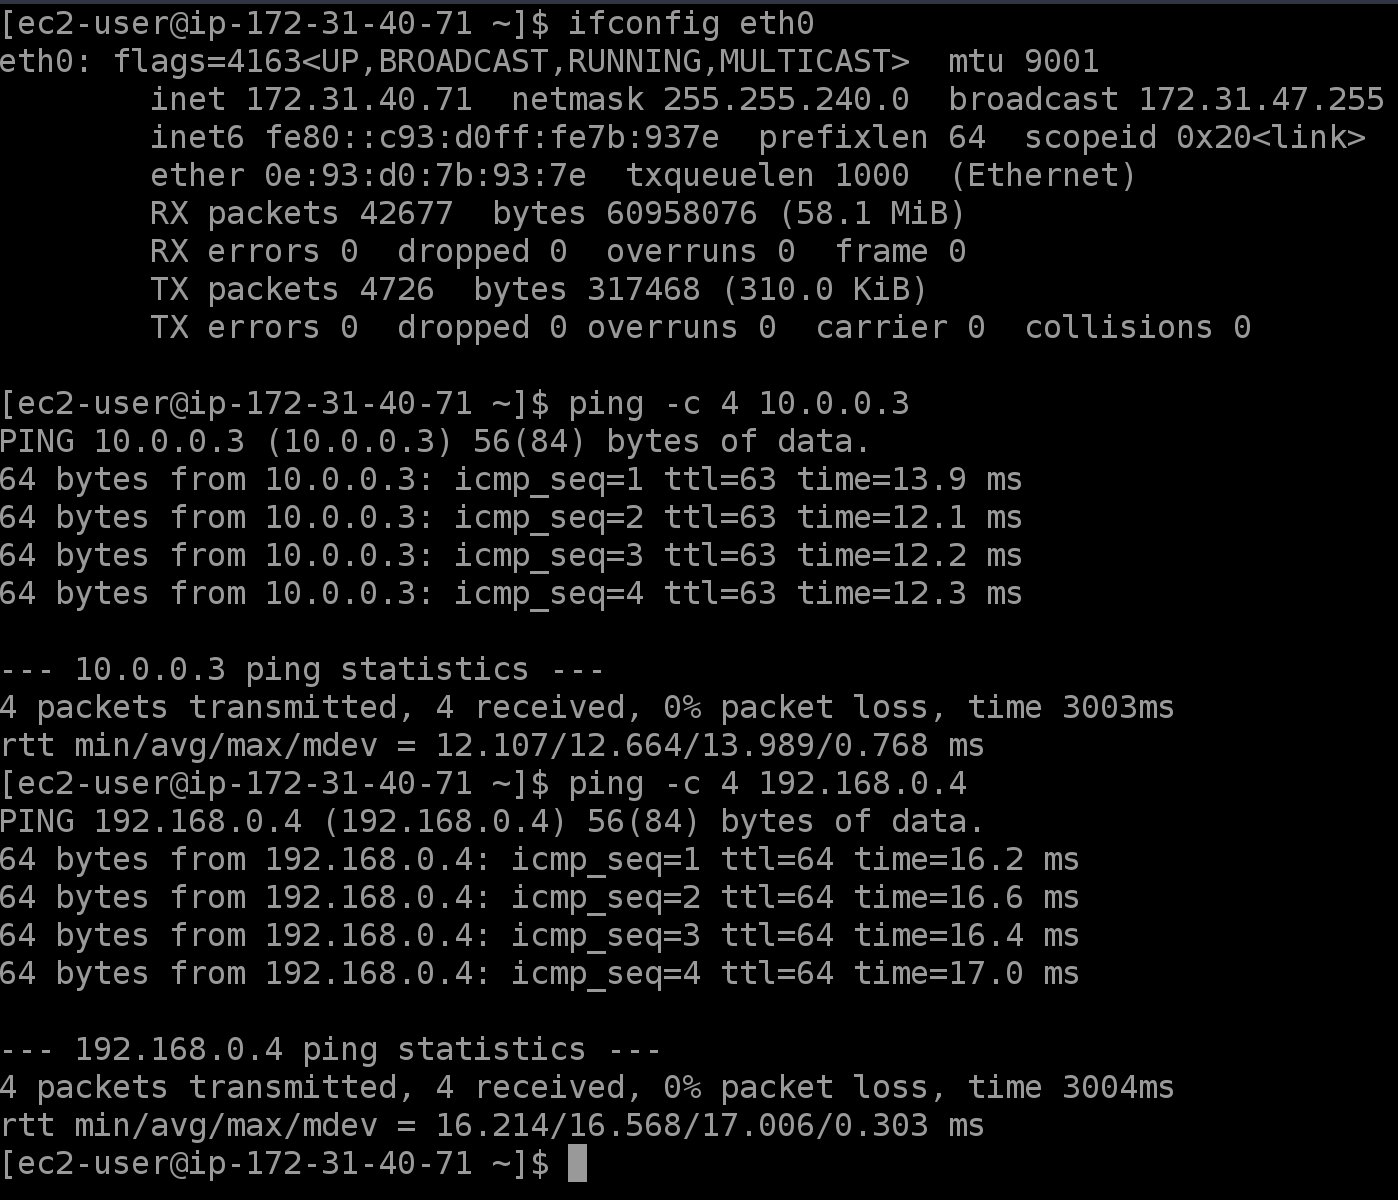 [ec2-user@ip-172-31-40-71 ~]$ ifconfig eth0
eth0: flags=4163<UP,BROADCAST,RUNNING,MULTICAST>  mtu 9001
        inet 172.31.40.71  netmask 255.255.240.0  broadcast 172.31.47.255
        inet6 fe80::c93:d0ff:fe7b:937e  prefixlen 64  scopeid 0x20<link>
        ether 0e:93:d0:7b:93:7e  txqueuelen 1000  (Ethernet)
        RX packets 42677  bytes 60958076 (58.1 MiB)
        RX errors 0  dropped 0  overruns 0  frame 0
        TX packets 4726  bytes 317468 (310.0 KiB)
        TX errors 0  dropped 0 overruns 0  carrier 0  collisions 0

[ec2-user@ip-172-31-40-71 ~]$ ping -c 4 10.0.0.3
PING 10.0.0.3 (10.0.0.3) 56(84) bytes of data.
64 bytes from 10.0.0.3: icmp_seq=1 ttl=63 time=13.9 ms
64 bytes from 10.0.0.3: icmp_seq=2 ttl=63 time=12.1 ms
64 bytes from 10.0.0.3: icmp_seq=3 ttl=63 time=12.2 ms
64 bytes from 10.0.0.3: icmp_seq=4 ttl=63 time=12.3 ms

--- 10.0.0.3 ping statistics ---
4 packets transmitted, 4 received, 0% packet loss, time 3003ms
rtt min/avg/max/mdev = 12.107/12.664/13.989/0.768 ms
[ec2-user@ip-172-31-40-71 ~]$ ping -c 4 192.168.0.4
PING 192.168.0.4 (192.168.0.4) 56(84) bytes of data.
64 bytes from 192.168.0.4: icmp_seq=1 ttl=64 time=16.2 ms
64 bytes from 192.168.0.4: icmp_seq=2 ttl=64 time=16.6 ms
64 bytes from 192.168.0.4: icmp_seq=3 ttl=64 time=16.4 ms
64 bytes from 192.168.0.4: icmp_seq=4 ttl=64 time=17.0 ms

--- 192.168.0.4 ping statistics ---
4 packets transmitted, 4 received, 0% packet loss, time 3004ms
rtt min/avg/max/mdev = 16.214/16.568/17.006/0.303 ms
[ec2-user@ip-172-31-40-71 ~]$